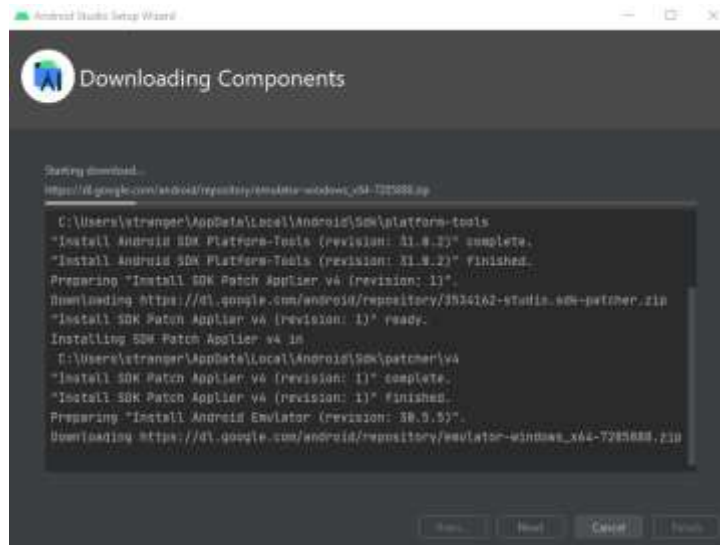 Android Studio Setup Wizard
Downloading Components
Starting download...
https://dl.google.com/android/repository/emulator-windows_x64-7285888.zip
C:\Users\stranger\AppData\Local\Android\Sdk\platform-tools
"Install Android SDK Platform-Tools (revision: 31.0.2)" complete.
"Install Android SDK Platform-Tools (revision: 31.0.2)" finished.
Preparing "Install SDK Patch Applier v4 (revision: 1)".
Downloading https://dl.google.com/android/repository/3534162-studio.sdk-patcher.zip
"Install SDK Patch Applier v4 (revision: 1)" ready.
Installing SDK Patch Applier v4 in
C:\Users\stranger\AppData\Local\Android\Sdk\patcher\v4
"Install SDK Patch Applier v4 (revision: 1)" complete.
"Install SDK Patch Applier v4 (revision: 1)" finished.
Preparing "Install Android Emulator (revision: 30.5.5)".
Downloading https://dl.google.com/android/repository/emulator-windows_x64-7285888.zip
Next Cancel Finish